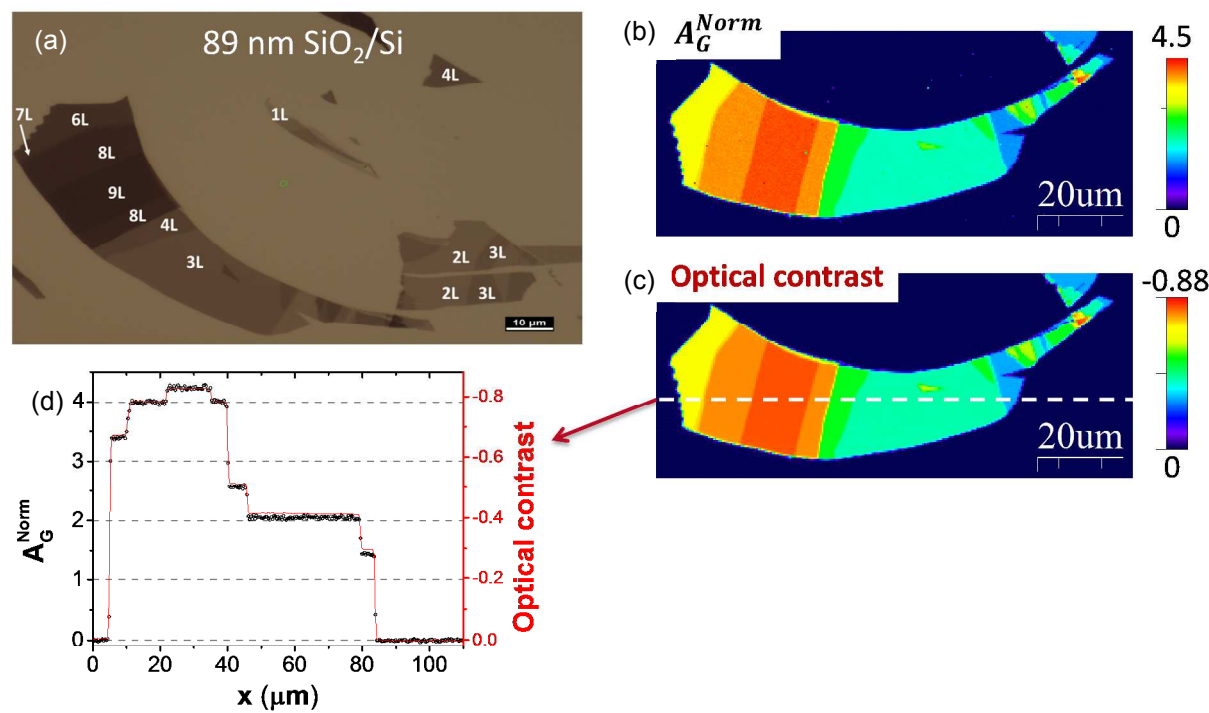 (a)
89 nm SiO₂/Si
4L
1L
7L
6L
8L
9L
8L
4L
3L
2L
3L
2L
3L
10 µm
(b)
A_G^Norm
4.5
0
20um
(c)
Optical contrast
-0.88
0
20um
(d)
4
3
2
1
0
A_G^Norm
0
20
40
60
80
100
x (µm)
-0.8
-0.6
-0.4
-0.2
0.0
Optical contrast